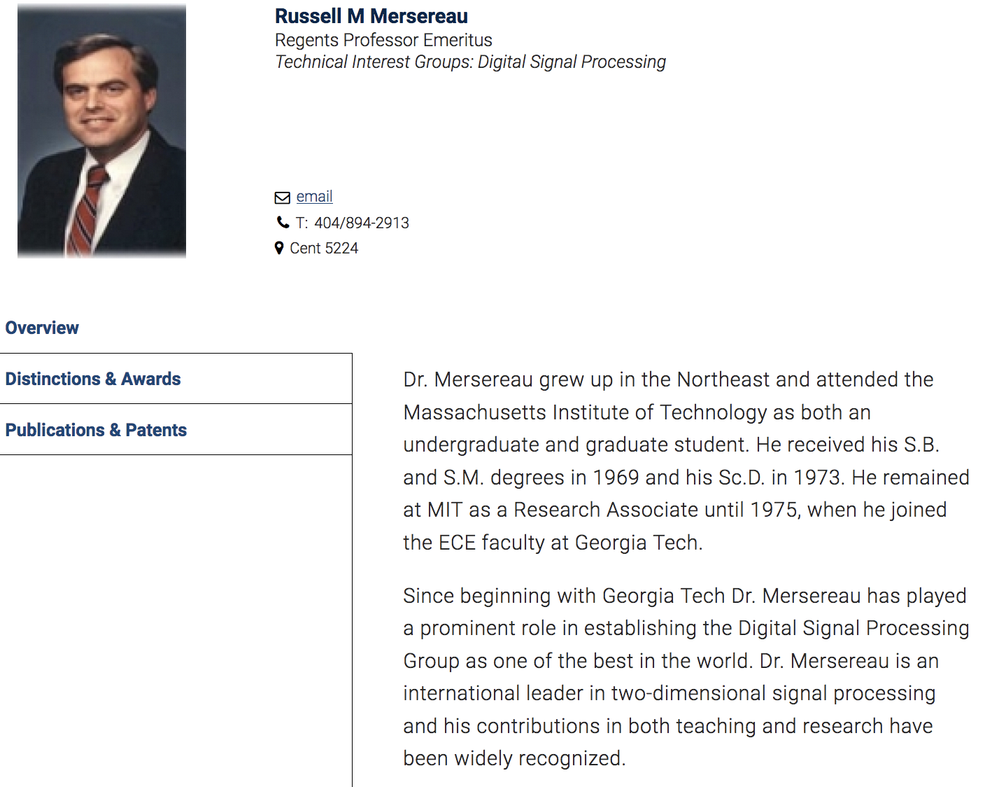 Russell M Mersereau
Regents Professor Emeritus
Technical Interest Groups: Digital Signal Processing
email
T: 404/894-2913
Cent 5224
Overview
Distinctions & Awards
Publications & Patents
Dr. Mersereau grew up in the Northeast and attended the
Massachusetts Institute of Technology as both an
undergraduate and graduate student. He received his S.B.
and S.M. degrees in 1969 and his Sc.D. in 1973. He remained
at MIT as a Research Associate until 1975, when he joined
the ECE faculty at Georgia Tech.
Since beginning with Georgia Tech Dr. Mersereau has played
a prominent role in establishing the Digital Signal Processing
Group as one of the best in the world. Dr. Mersereau is an
international leader in two-dimensional signal processing
and his contributions in both teaching and research have
been widely recognized.